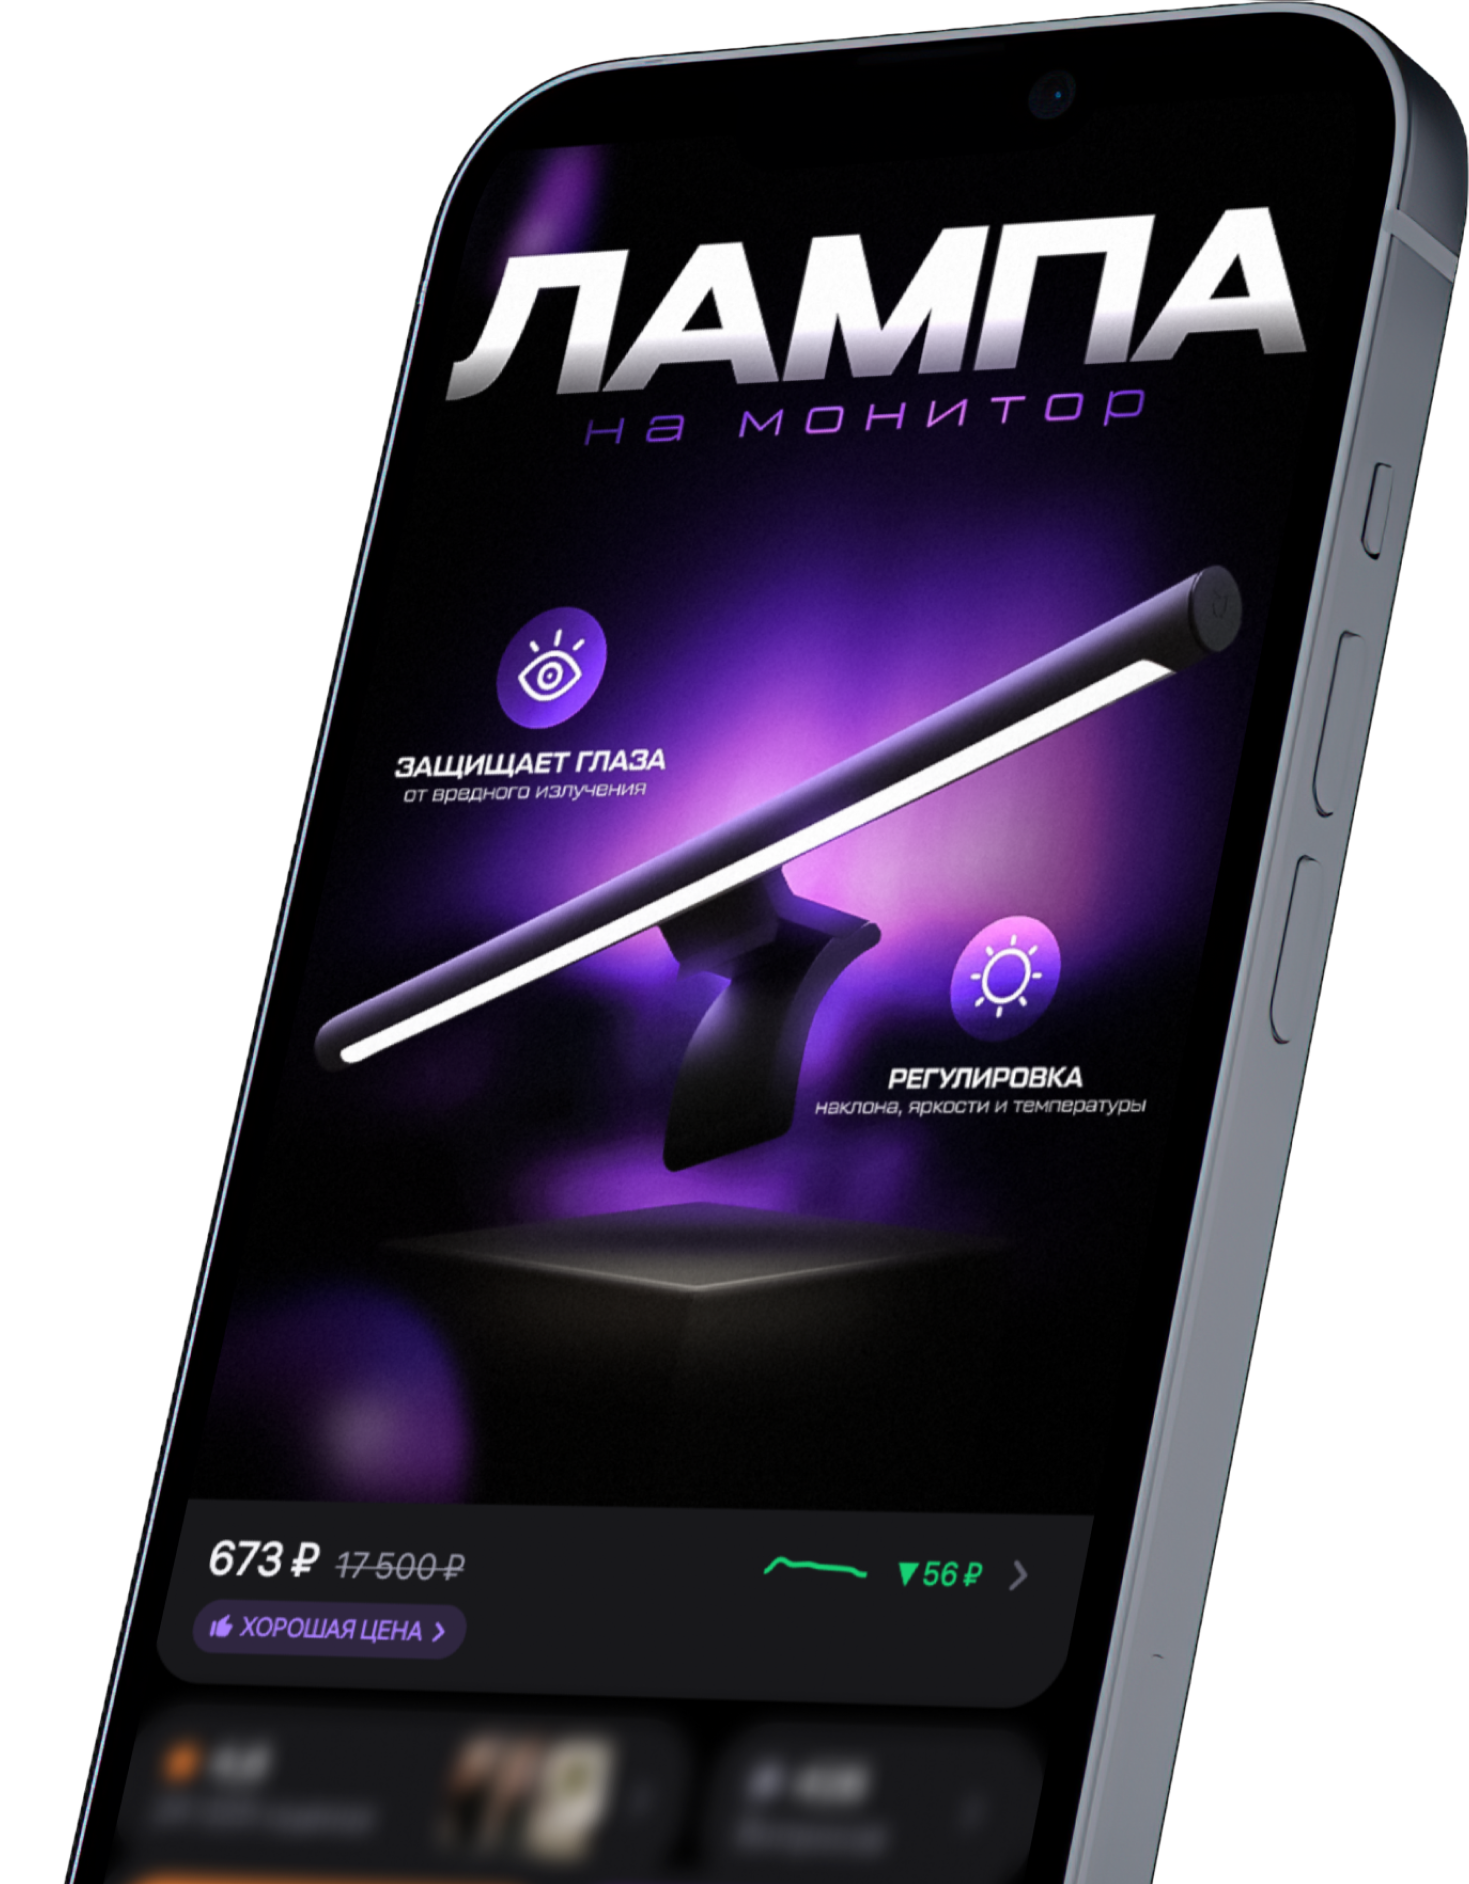 ЛАМПА
на монитор
ЗАЩИЩАЕТ ГЛАЗА
от вредного излучения
РЕГУЛИРОВКА
наклона, яркости и температуры
673 ₽ 17 500 ₽ ▼56 ₽
ХОРОШАЯ ЦЕНА